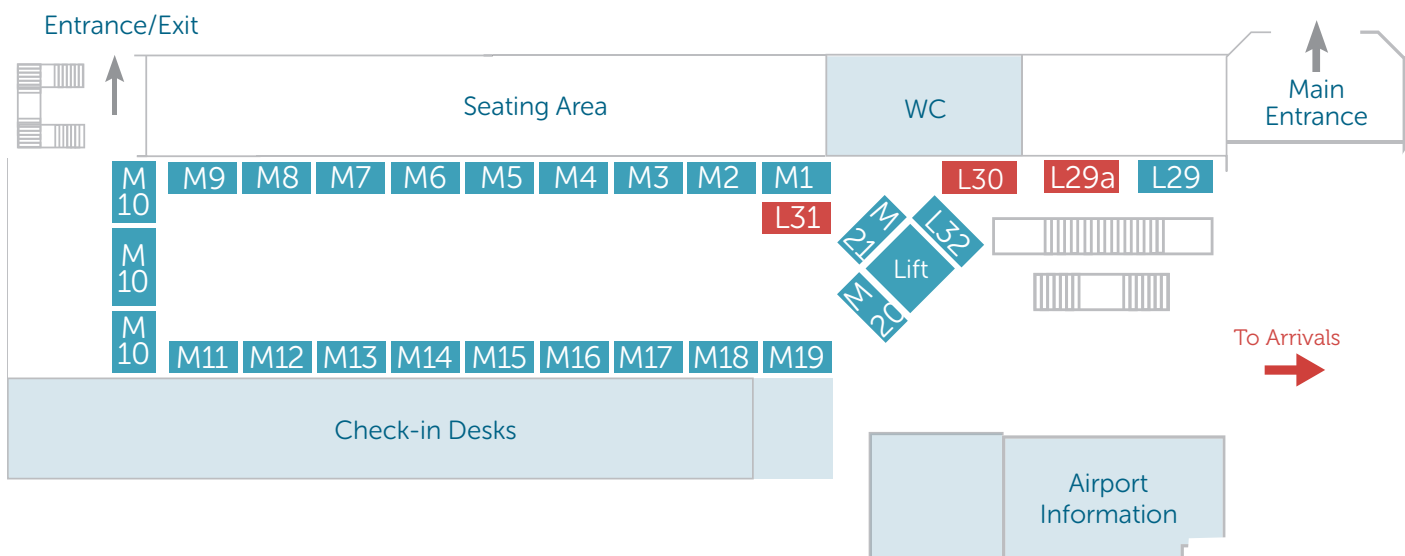 Entrance/Exit
Main
Entrance
Seating Area
WC
M
10
M9
M8
M7
M6
M5
M4
M3
M2
M1
L30
L29a
L29
L31
M
21
L32
Lift
M
20
M
10
M
10
M11
M12
M13
M14
M15
M16
M17
M18
M19
To Arrivals
Check-in Desks
Airport
Information